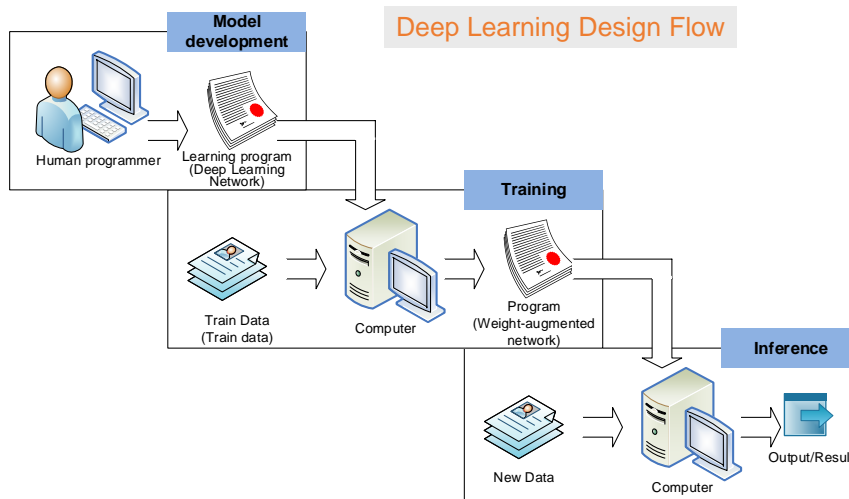 Deep Learning Design Flow
Model
development
Human programmer
Learning program
(Deep Learning
Network)
Training
Train Data
(Train data)
Computer
Program
(Weight-augmented
network)
Inference
New Data
Computer
Output/Resul